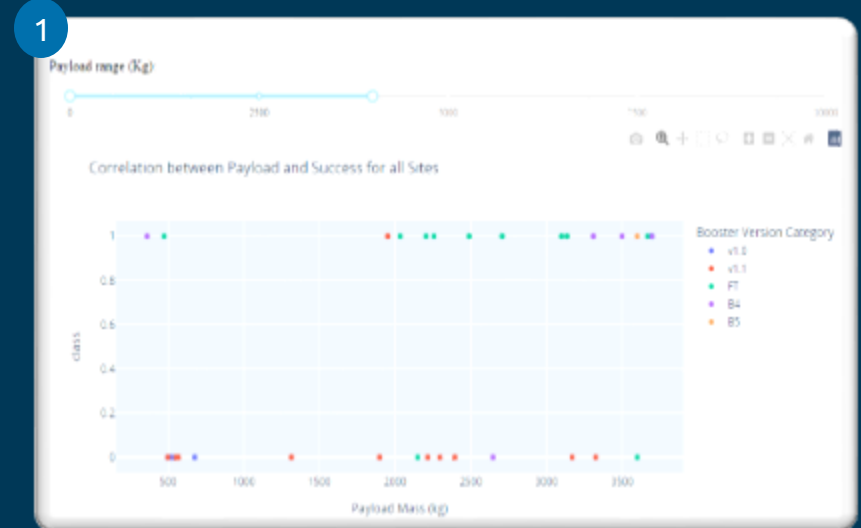 1
Payload range (Kg):
0 2500 5000 7500 10000
Correlation between Payload and Success for all Sites
Booster Version Category
v1.0
v1.1
FT
B4
B5
1
0.8
0.6
0.4
0.2
0
class
500 1000 1500 2000 2500 3000 3500
Payload Mass (kg)